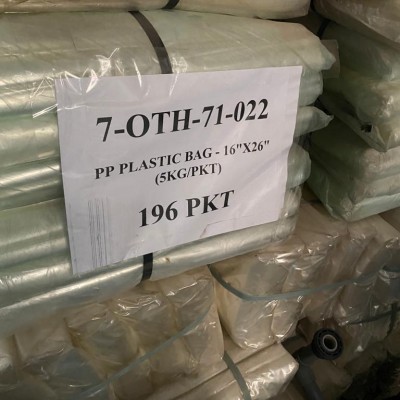 7-OTH-71-022
PP PLASTIC BAG - 16"X26"
(5KG/PKT)
196 PKT